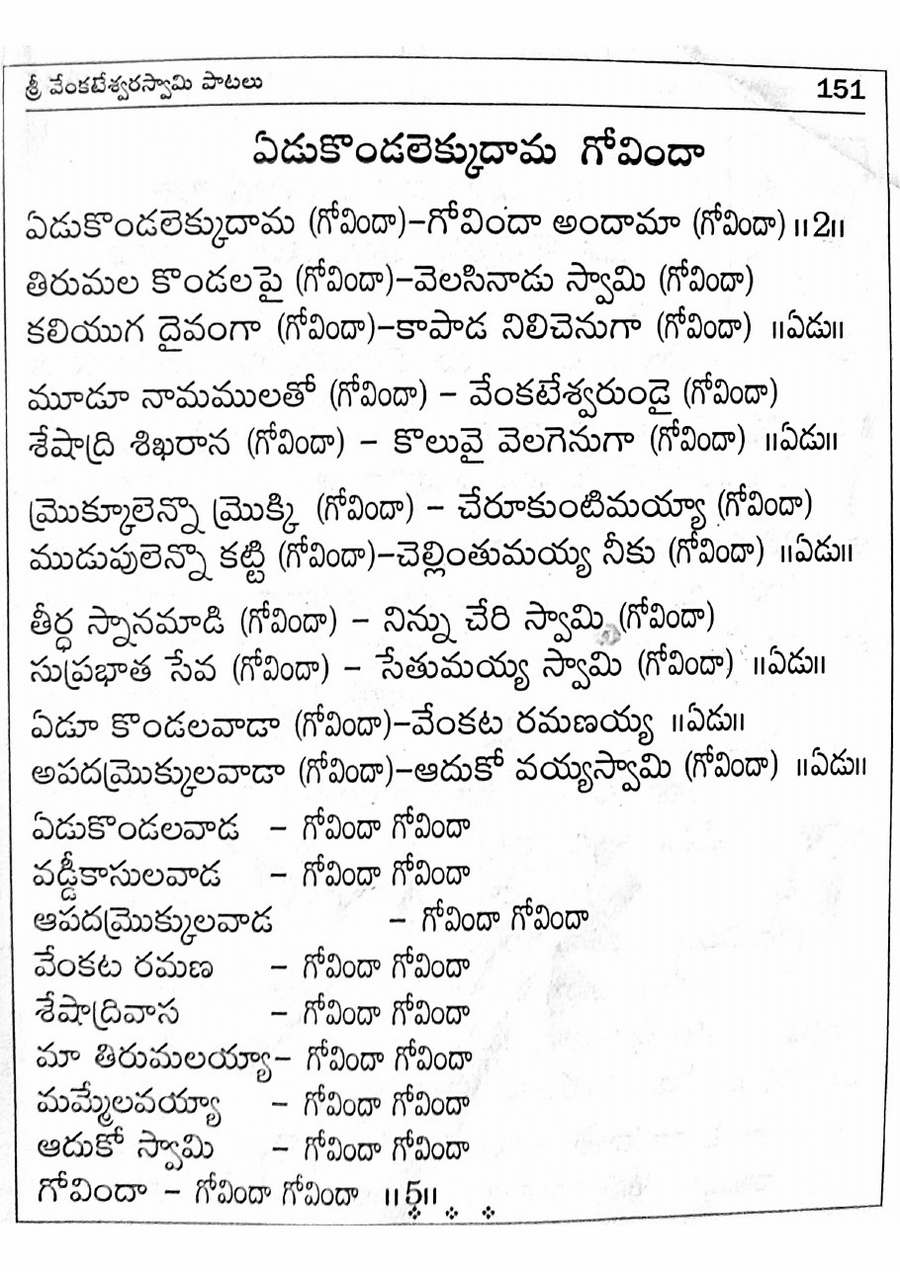 శ్రీ వేంకటేశ్వరస్వామి పాటలు 151
ఏడుకొండలెక్కుదామ గోవిందా
ఏడుకొండలెక్కుదామ (గోవిందా)–గోవిందా అందామా (గోవిందా) ॥2॥
తిరుమల కొండలపై (గోవిందా)–వెలసినాడు స్వామి (గోవిందా)
కలియుగ దైవంగా (గోవిందా)–కాపాడ నిలిచెనుగా (గోవిందా) ॥ఏడు॥
మూడూ నామములతో (గోవిందా) – వేంకటేశ్వరుండై (గోవిందా)
శేషాద్రి శిఖరాన (గోవిందా) – కొలువై వెలగెనుగా (గోవిందా) ॥ఏడు॥
మ్రొక్కూలెన్నొ మ్రొక్కి (గోవిందా) – చేరూకుంటిమయ్యా (గోవిందా)
ముడుపులెన్నొ కట్టి (గోవిందా)–చెల్లింతుమయ్య నీకు (గోవిందా) ॥ఏడు॥
తీర్ధ స్నానమాడి (గోవిందా) – నిన్ను చేరి స్వామి (గోవిందా)
సుప్రభాత సేవ (గోవిందా) – సేతుమయ్య స్వామి (గోవిందా) ॥ఏడు॥
ఏడూ కొండలవాడా (గోవిందా)–వేంకట రమణయ్య ॥ఏడు॥
అపదమ్రొక్కులవాడా (గోవిందా)–ఆదుకో వయ్యస్వామి (గోవిందా) ॥ఏడు॥
ఏడుకొండలవాడ – గోవిందా గోవిందా
వడ్డీకాసులవాడ – గోవిందా గోవిందా
ఆపదమ్రొక్కులవాడ – గోవిందా గోవిందా
వేంకట రమణ – గోవిందా గోవిందా
శేషాద్రివాస – గోవిందా గోవిందా
మా తిరుమలయ్యా– గోవిందా గోవిందా
మమ్మేలవయ్యా – గోవిందా గోవిందా
ఆదుకో స్వామి – గోవిందా గోవిందా
గోవిందా – గోవిందా గోవిందా ॥5॥